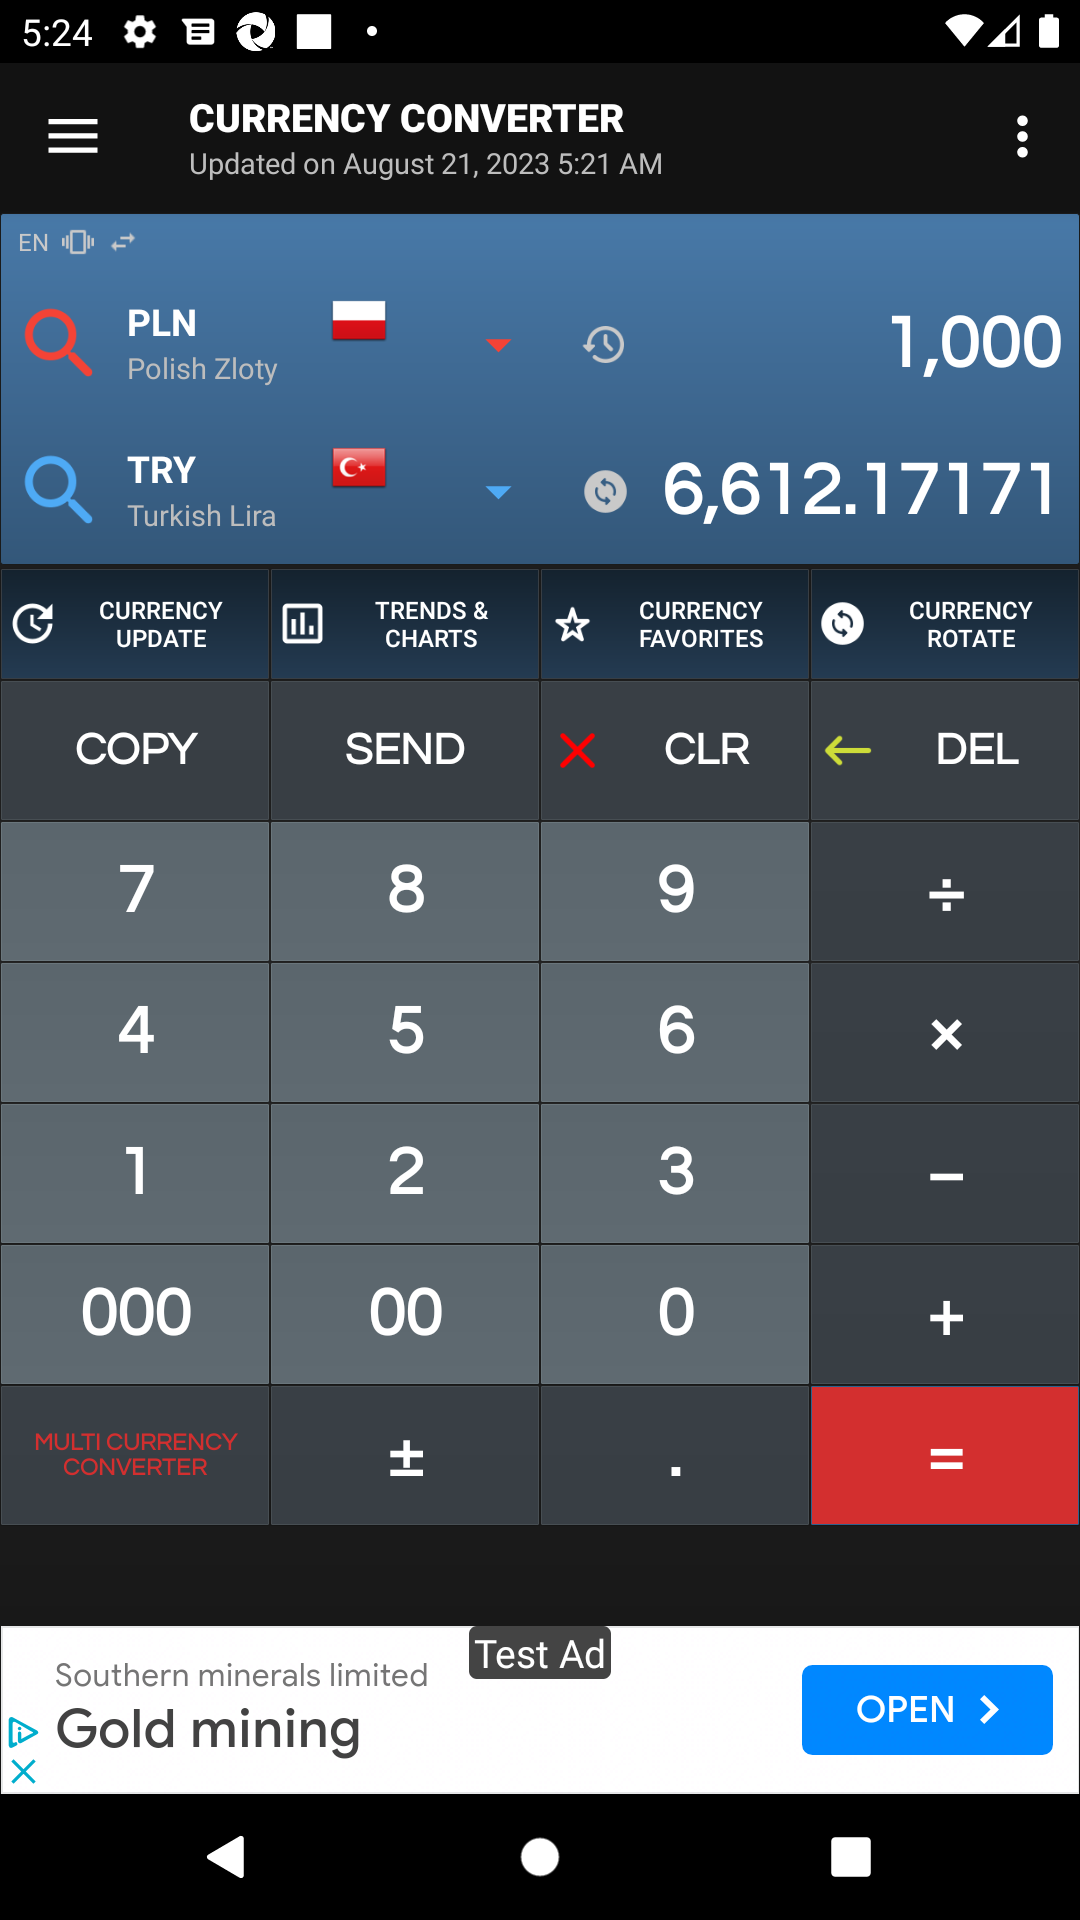 5:24
CURRENCY CONVERTER
Updated on August 21, 2023 5:21 AM
EN
PLN
Polish Zloty
1,000
TRY
Turkish Lira
6,612.17171
CURRENCY
UPDATE
TRENDS &
CHARTS
CURRENCY
FAVORITES
CURRENCY
ROTATE
COPY
SEND
CLR
DEL
7
8
9
÷
4
5
6
×
1
2
3
−
000
00
0
+
MULTI CURRENCY
CONVERTER
±
.
=
Test Ad
Southern minerals limited
Gold mining
OPEN